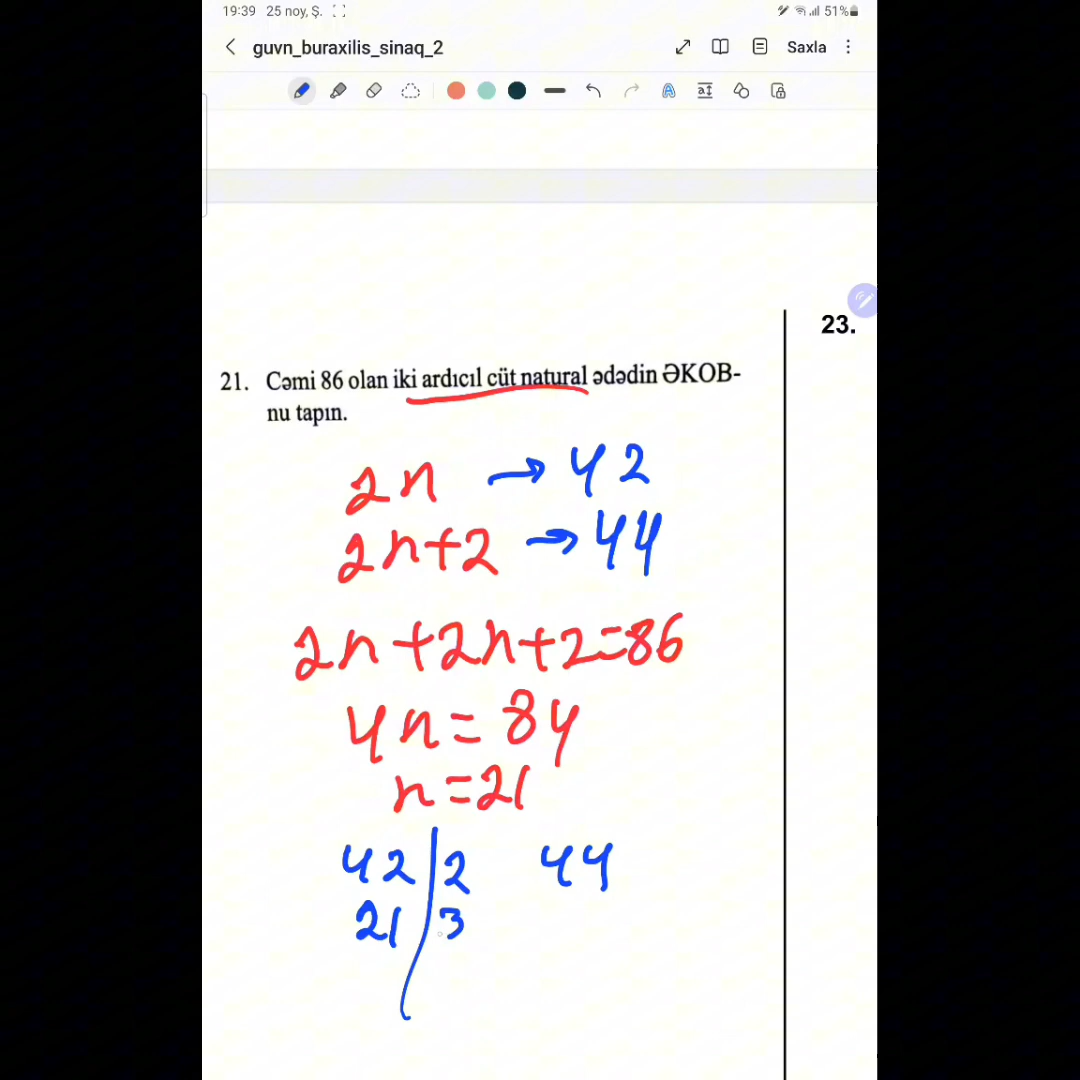 19:39 25 noy, Ş. 51%
guvn_buraxilis_sinaq_2 Saxla
23.
21. Cəmi 86 olan iki ardıcıl cüt natural ədədin ƏKOB-
nu tapın.
2n → 42
2n+2 → 44
2n+2n+2=86
4n=84
n=21
42 2 44
21 3